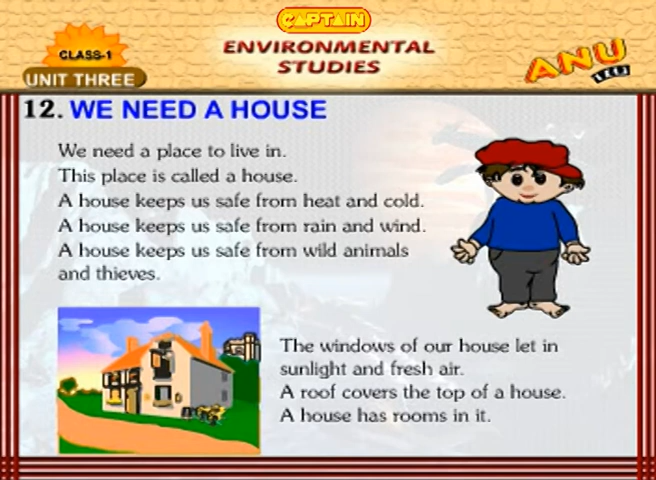 CAPTAIN
CLASS-1
UNIT THREE
ENVIRONMENTAL
STUDIES
ANU
12. WE NEED A HOUSE
We need a place to live in.
This place is called a house.
A house keeps us safe from heat and cold.
A house keeps us safe from rain and wind.
A house keeps us safe from wild animals
and thieves.
The windows of our house let in
sunlight and fresh air.
A roof covers the top of a house.
A house has rooms in it.